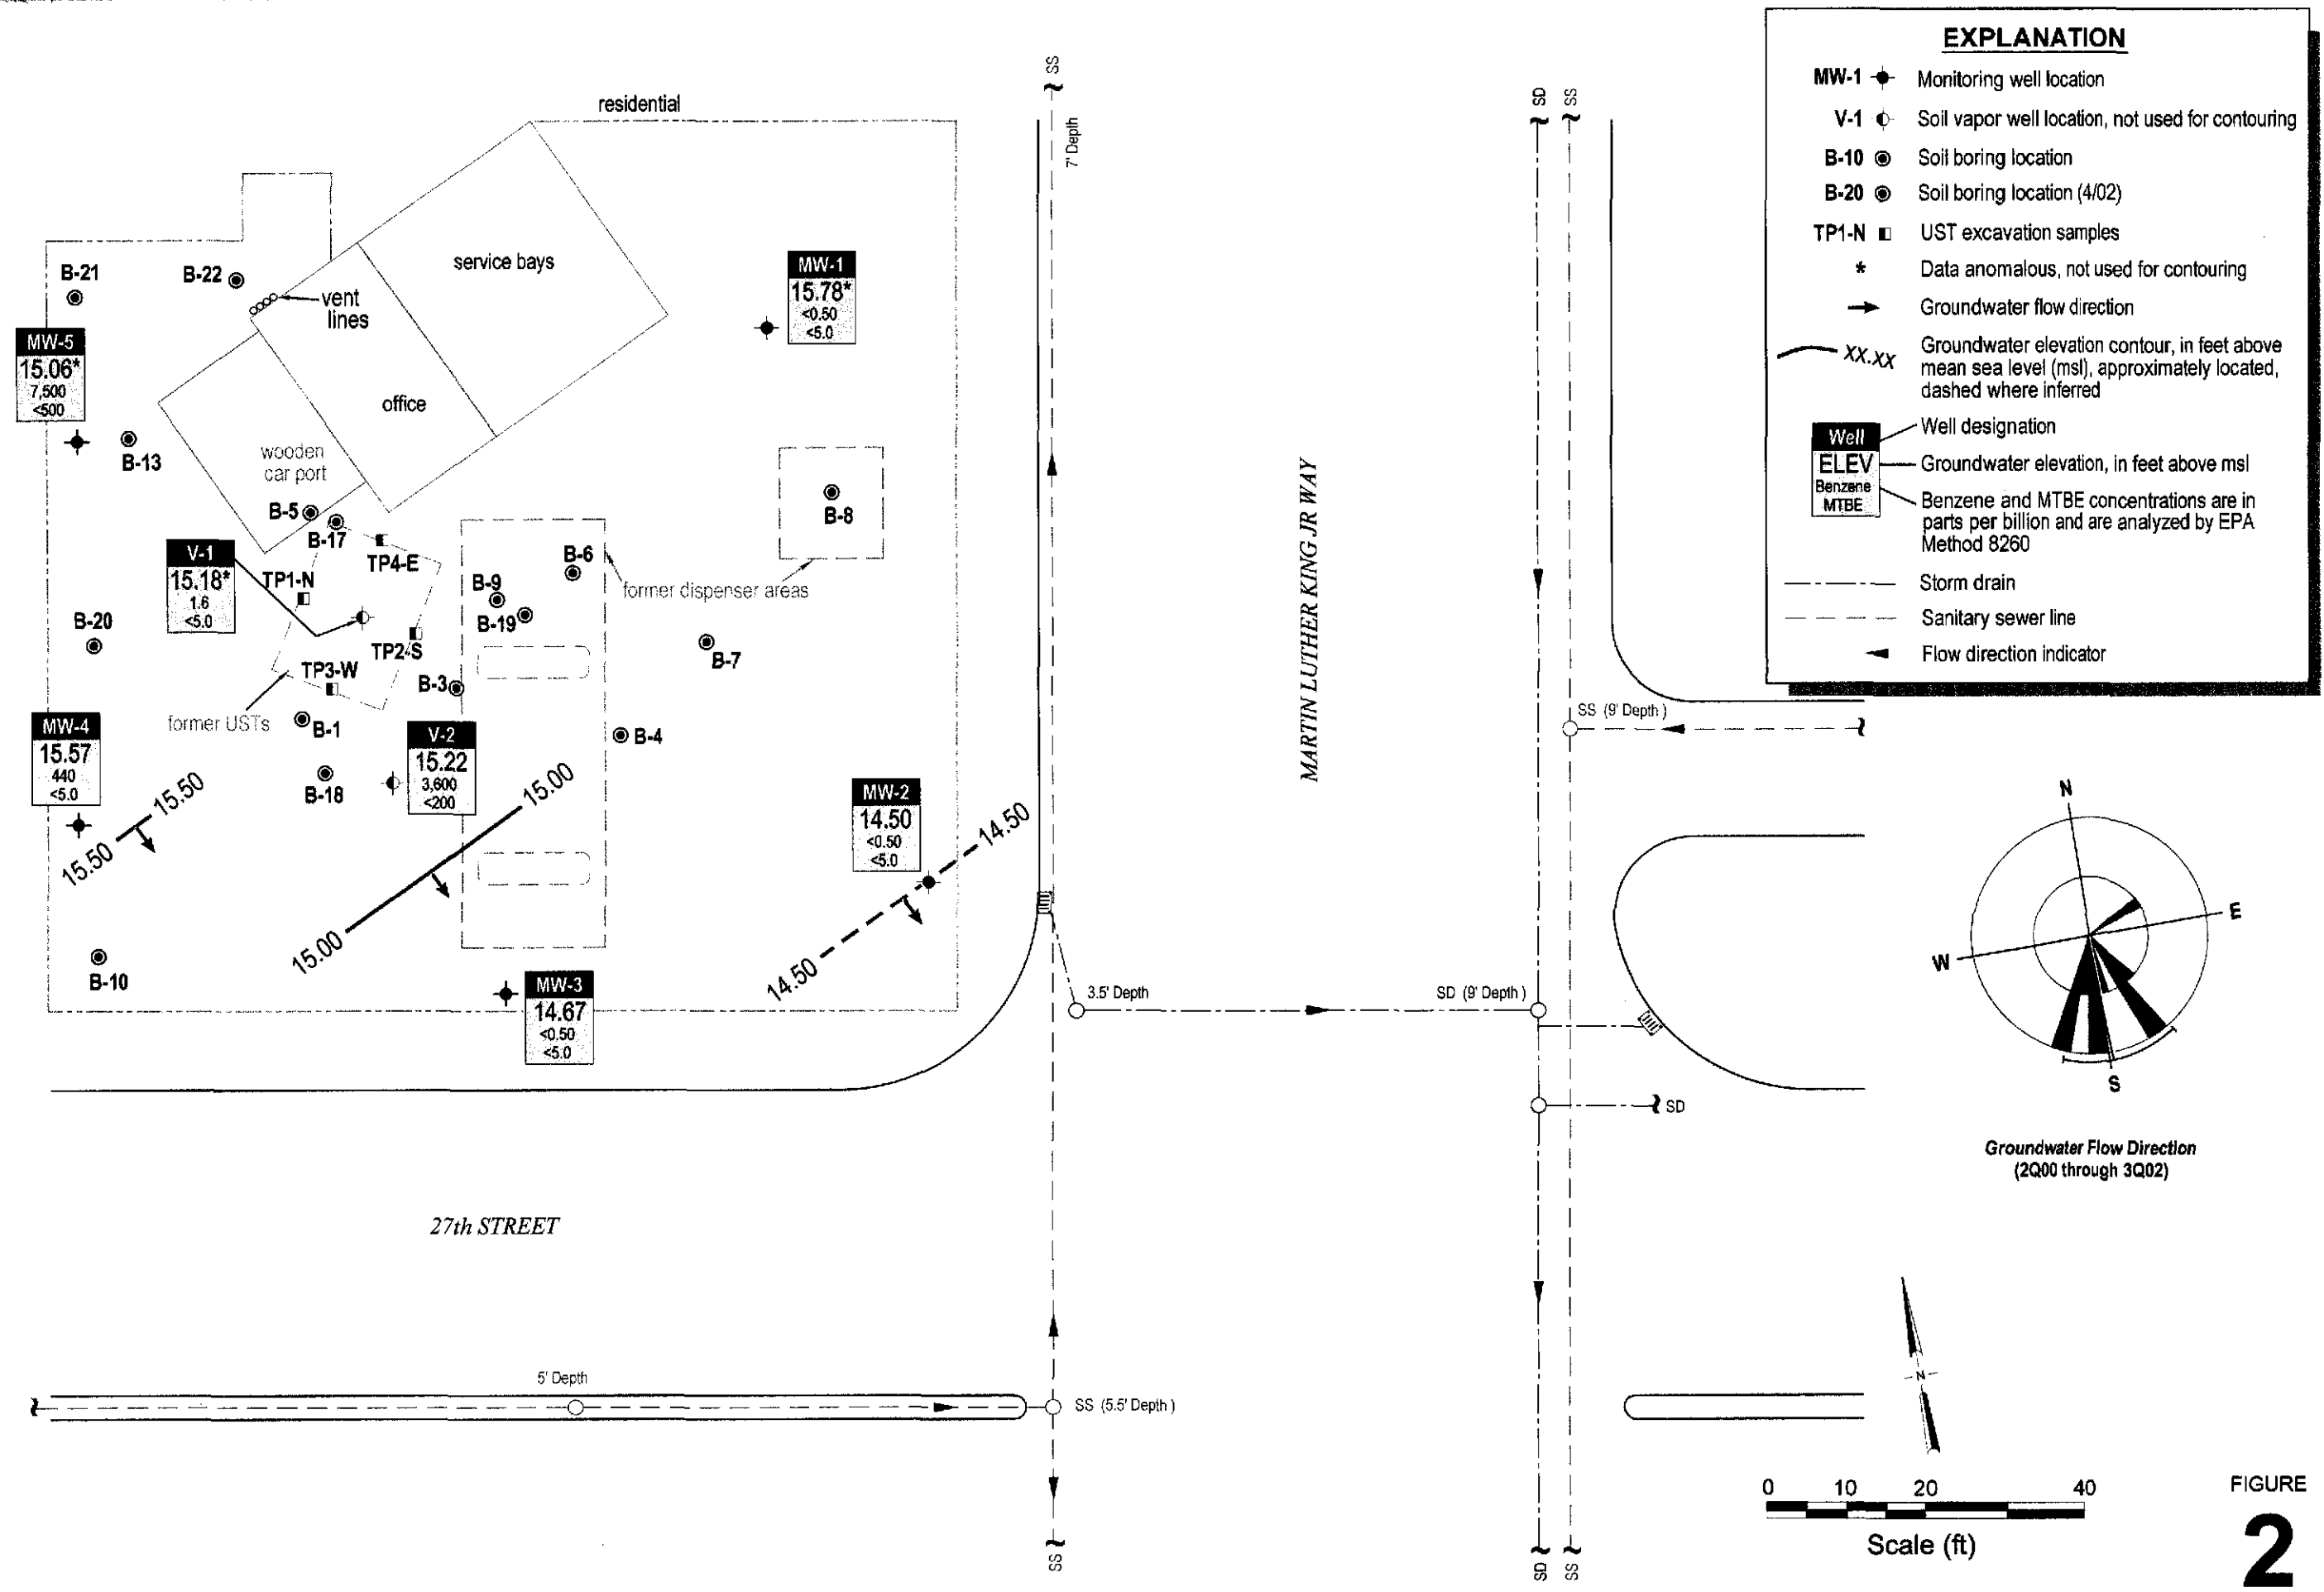 EXPLANATION
MW-1 Monitoring well location
V-1 Soil vapor well location, not used for contouring
B-10 Soil boring location
B-20 Soil boring location (4/02)
TP1-N UST excavation samples
* Data anomalous, not used for contouring
Groundwater flow direction
XX.XX Groundwater elevation contour, in feet above
mean sea level (msl), approximately located,
dashed where inferred
Well
ELEV
Benzene
MTBE
Well designation
Groundwater elevation, in feet above msl
Benzene and MTBE concentrations are in
parts per billion and are analyzed by EPA
Method 8260
Storm drain
Sanitary sewer line
Flow direction indicator
residential
SS
7' Depth
SD
SS
service bays
office
vent
lines
wooden
car port
B-21
B-22
MW-1
15.78*
<0.50
<5.0
MW-5
15.06*
7,500
<500
B-13
B-5
B-17
TP4-E
B-8
V-1
15.18*
1.6
<5.0
TP1-N
B-6
B-9
B-19
former dispenser areas
B-20
TP2-S
TP3-W
B-3
B-7
former USTs
B-1
B-4
MW-4
15.57
440
<5.0
V-2
15.22
3,600
<200
B-18
15.50
15.50
15.00
15.00
MW-2
14.50
<0.50
<5.0
14.50
14.50
B-10
MW-3
14.67
<0.50
<5.0
MARTIN LUTHER KING JR WAY
SS (9' Depth )
3.5' Depth
SD (9' Depth )
SD
N
E
W
S
Groundwater Flow Direction
(2Q00 through 3Q02)
27th STREET
5' Depth
SS (5.5' Depth )
SS
SD
SS
N
0 10 20 40
Scale (ft)
FIGURE
2